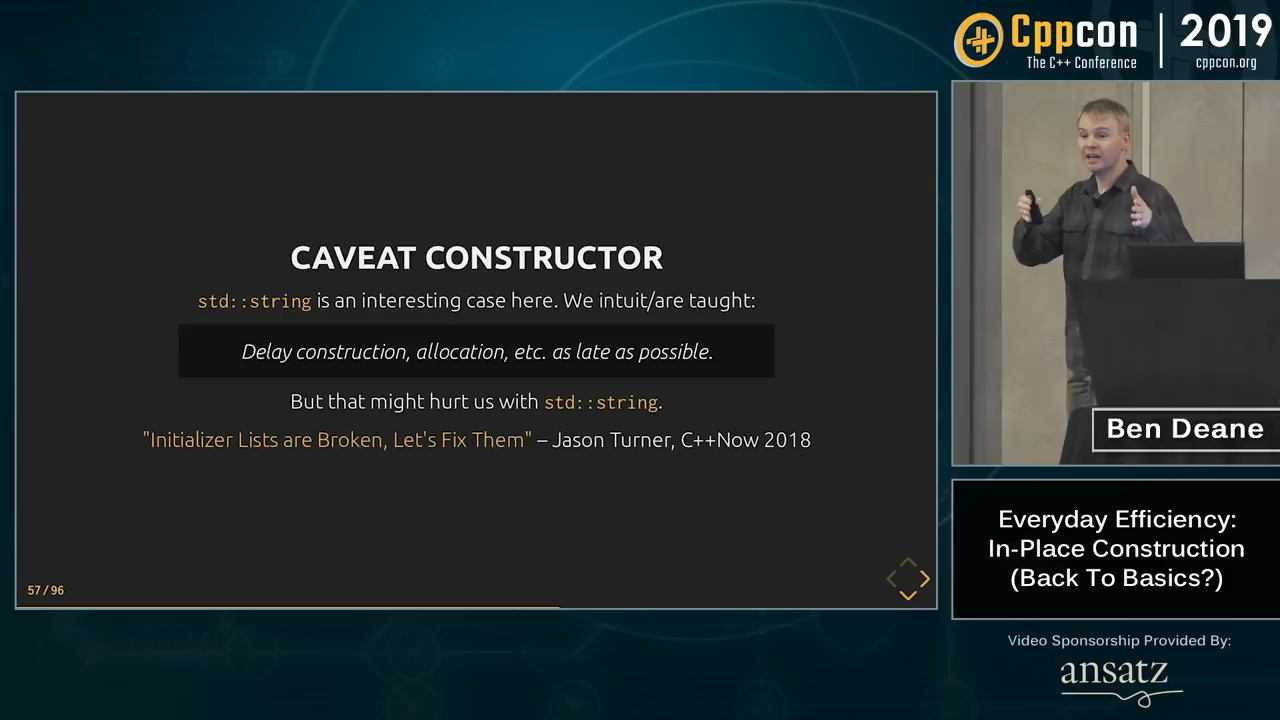 Cppcon | 2019
The C++ Conference
cppcon.org
CAVEAT CONSTRUCTOR
std::string is an interesting case here. We intuit/are taught:
Delay construction, allocation, etc. as late as possible.
But that might hurt us with std::string.
"Initializer Lists are Broken, Let's Fix Them" – Jason Turner, C++Now 2018
57/96
Ben Deane
Everyday Efficiency:
In-Place Construction
(Back To Basics?)
Video Sponsorship Provided By:
ansatz